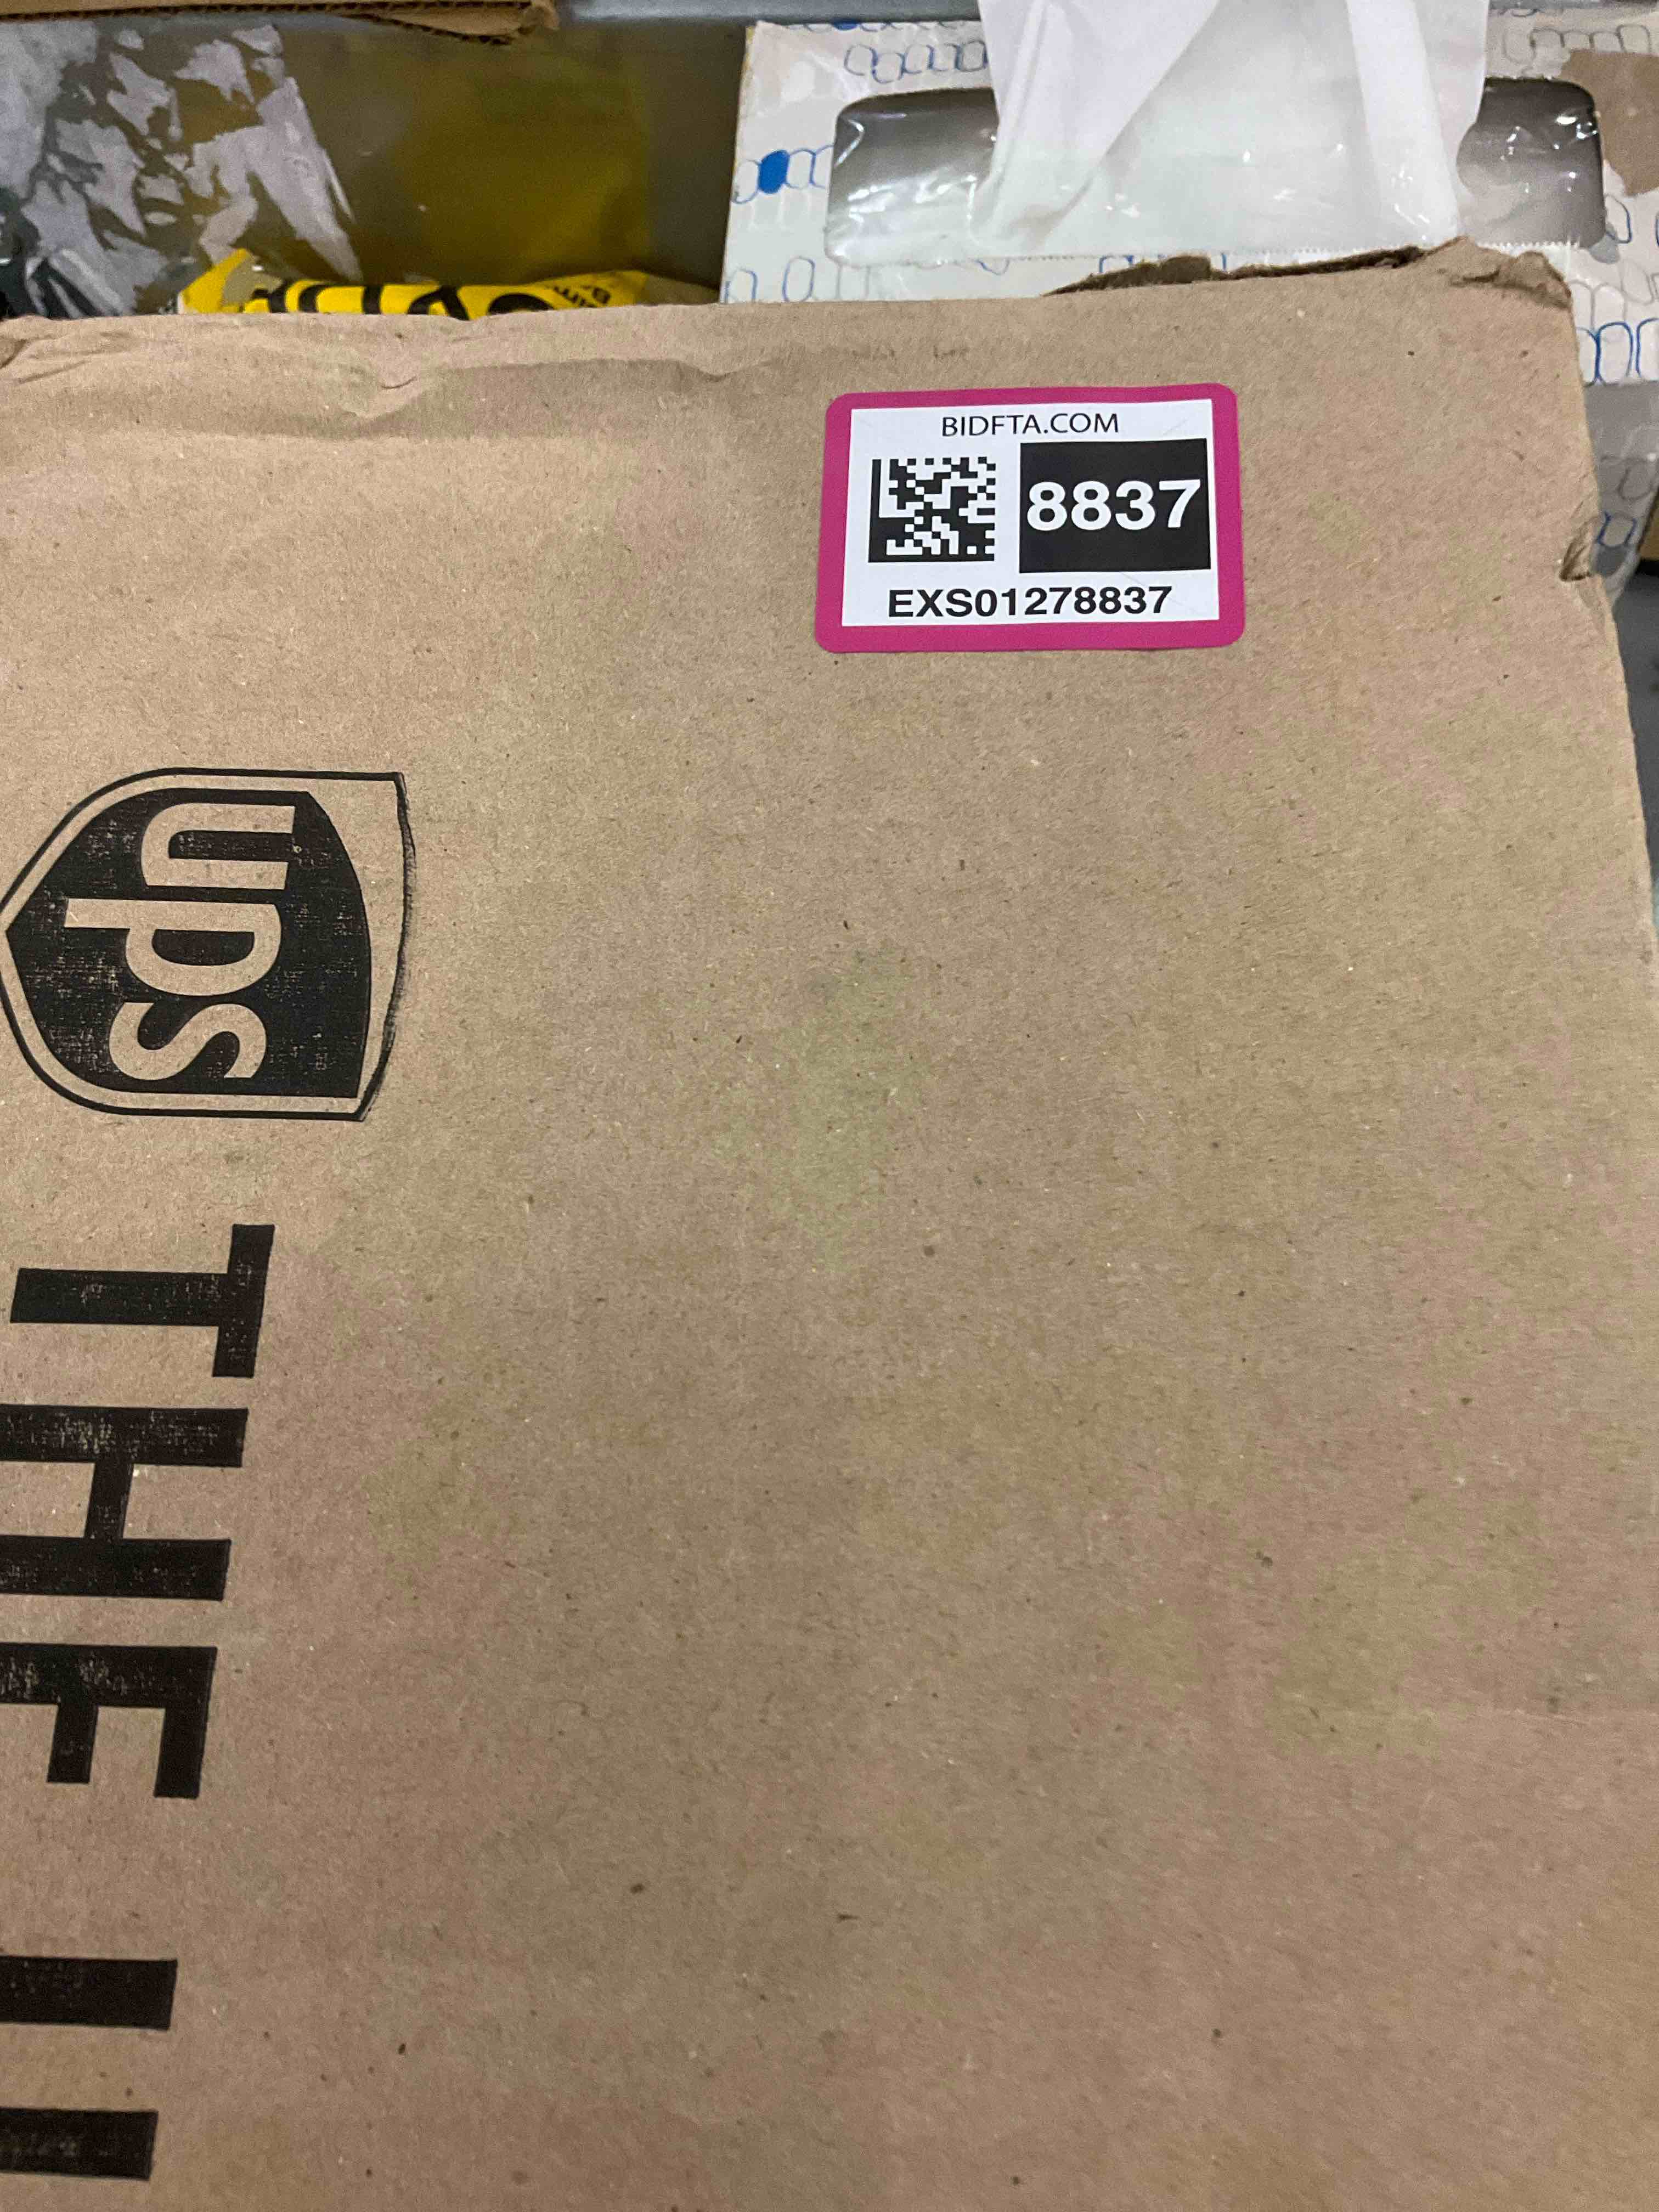 BIDFTA.COM
8837
EXS01278837
ups
THE U